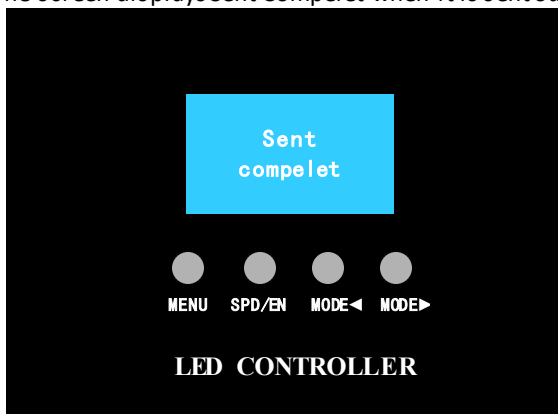 Sent
compelet
MENU SPD/EN MODE◄ MODE►
LED CONTROLLER